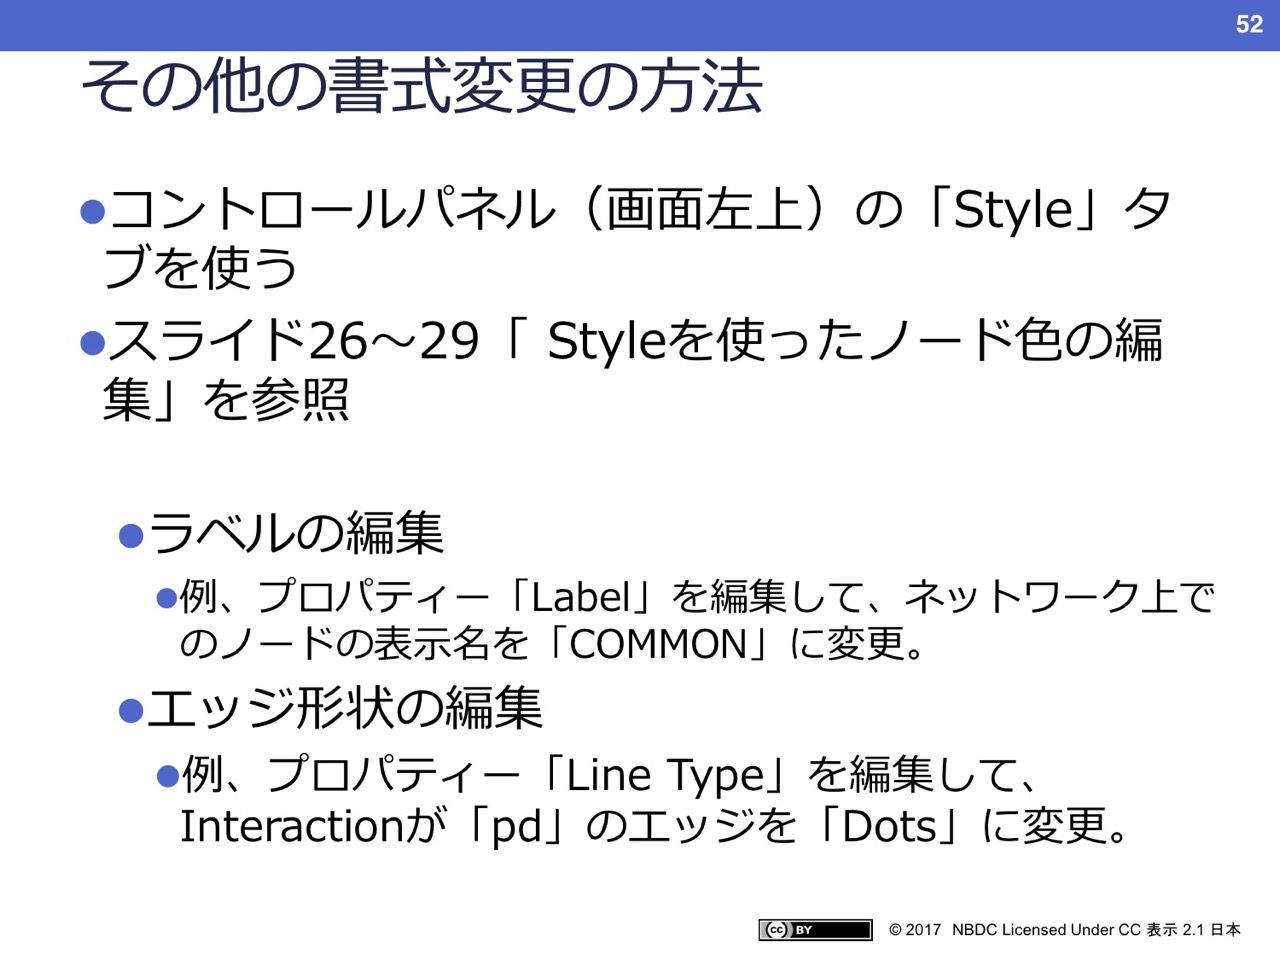 52
その他の書式変更の方法
●コントロールパネル（画面左上）の「Style」タ
ブを使う
●スライド26～29「 Styleを使ったノード色の編
集」を参照
●ラベルの編集
●例、プロパティー「Label」を編集して、ネットワーク上で
のノードの表示名を「COMMON」に変更。
●エッジ形状の編集
●例、プロパティー「Line Type」を編集して、
Interactionが「pd」のエッジを「Dots」に変更。
cc BY © 2017 NBDC Licensed Under CC 表示 2.1 日本